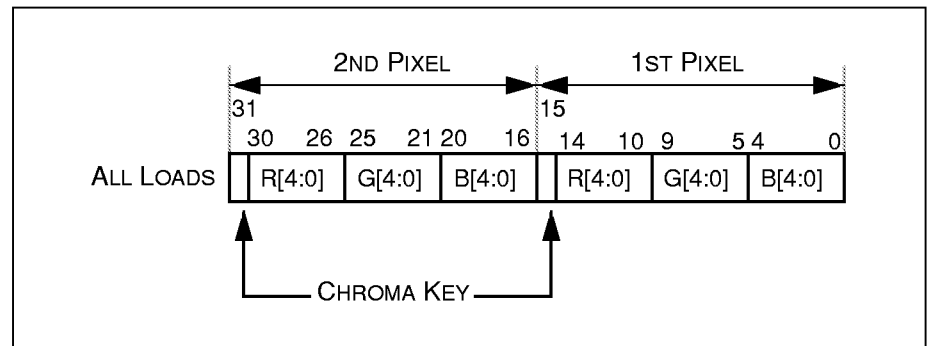 2ND PIXEL 1ST PIXEL
31 15
30 26 25 21 20 16 14 10 9 5 4 0
ALL LOADS R[4:0] G[4:0] B[4:0] R[4:0] G[4:0] B[4:0]
CHROMA KEY